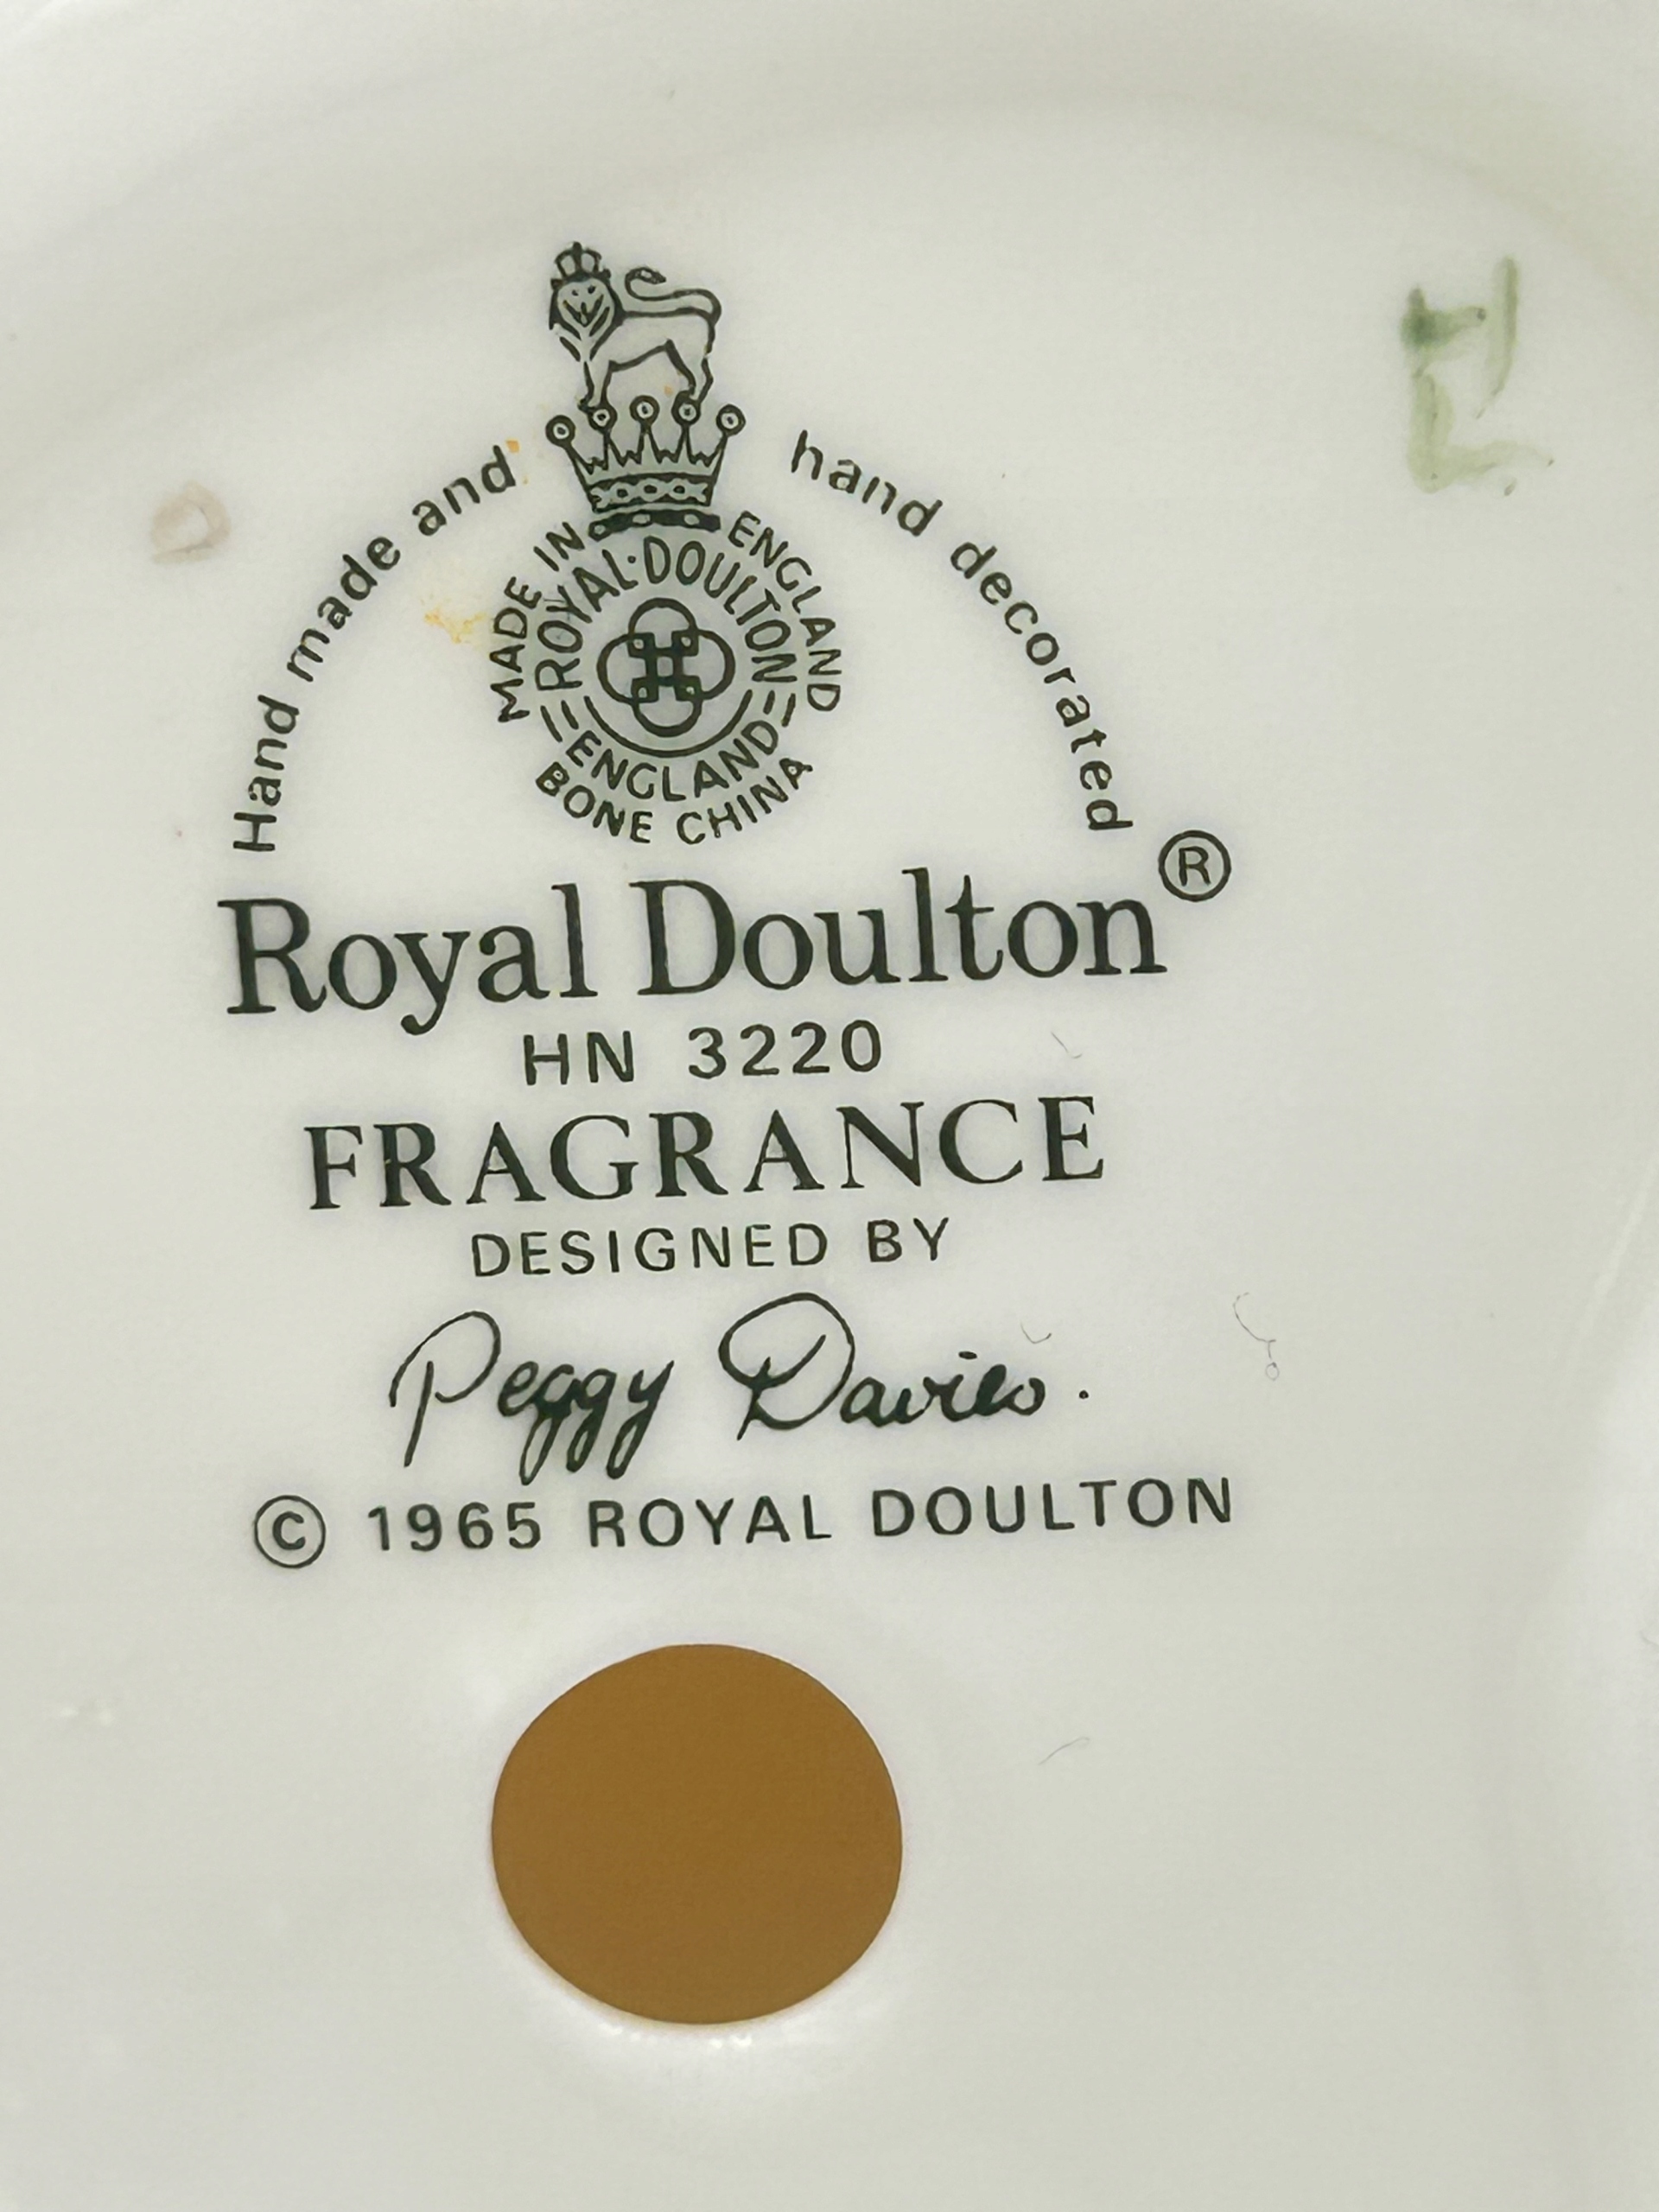 Hand made and hand decorated
MADE IN ENGLAND
ROYAL·DOULTON
ENGLAND
BONE CHINA
Royal Doulton®
HN 3220
FRAGRANCE
DESIGNED BY
Peggy Davies.
© 1965 ROYAL DOULTON